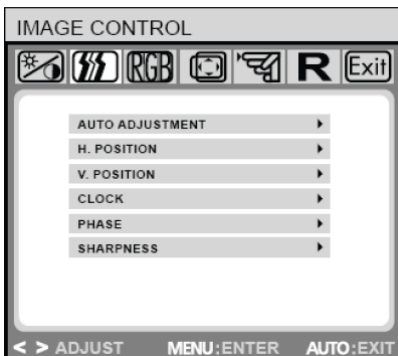 IMAGE CONTROL
RGB R Exit
AUTO ADJUSTMENT
H. POSITION
V. POSITION
CLOCK
PHASE
SHARPNESS
< > ADJUST MENU:ENTER AUTO:EXIT